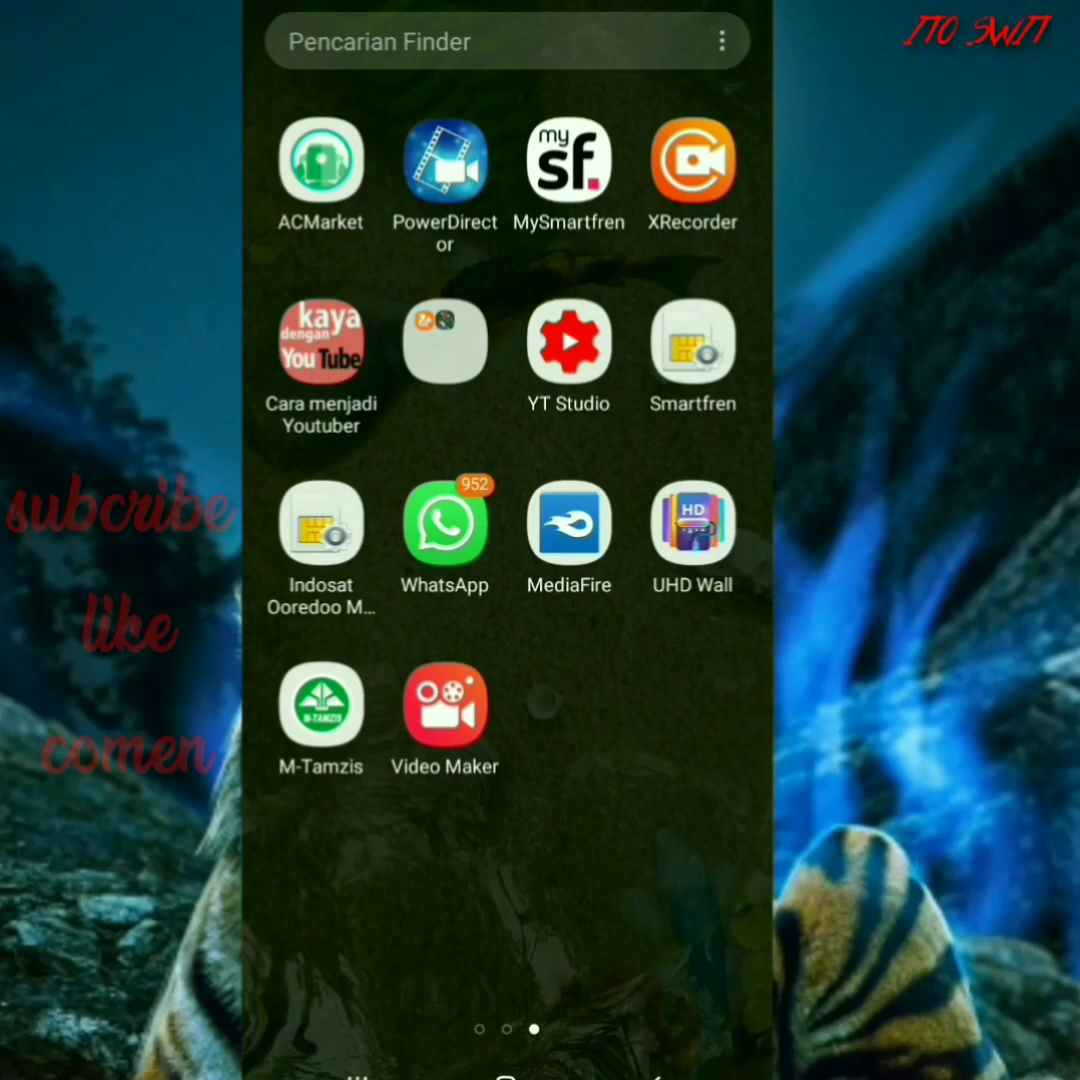 ITO SWIT
Pencarian Finder
ACMarket
PowerDirect
or
my
sf.
MySmartfren
XRecorder
kaya
dengan
YouTube
Cara menjadi
Youtuber
YT Studio
Smartfren
subcribe
like
comen
Indosat
Ooredoo M...
952
WhatsApp
MediaFire
HD
UHD Wall
M-TAMZIS
M-Tamzis
Video Maker